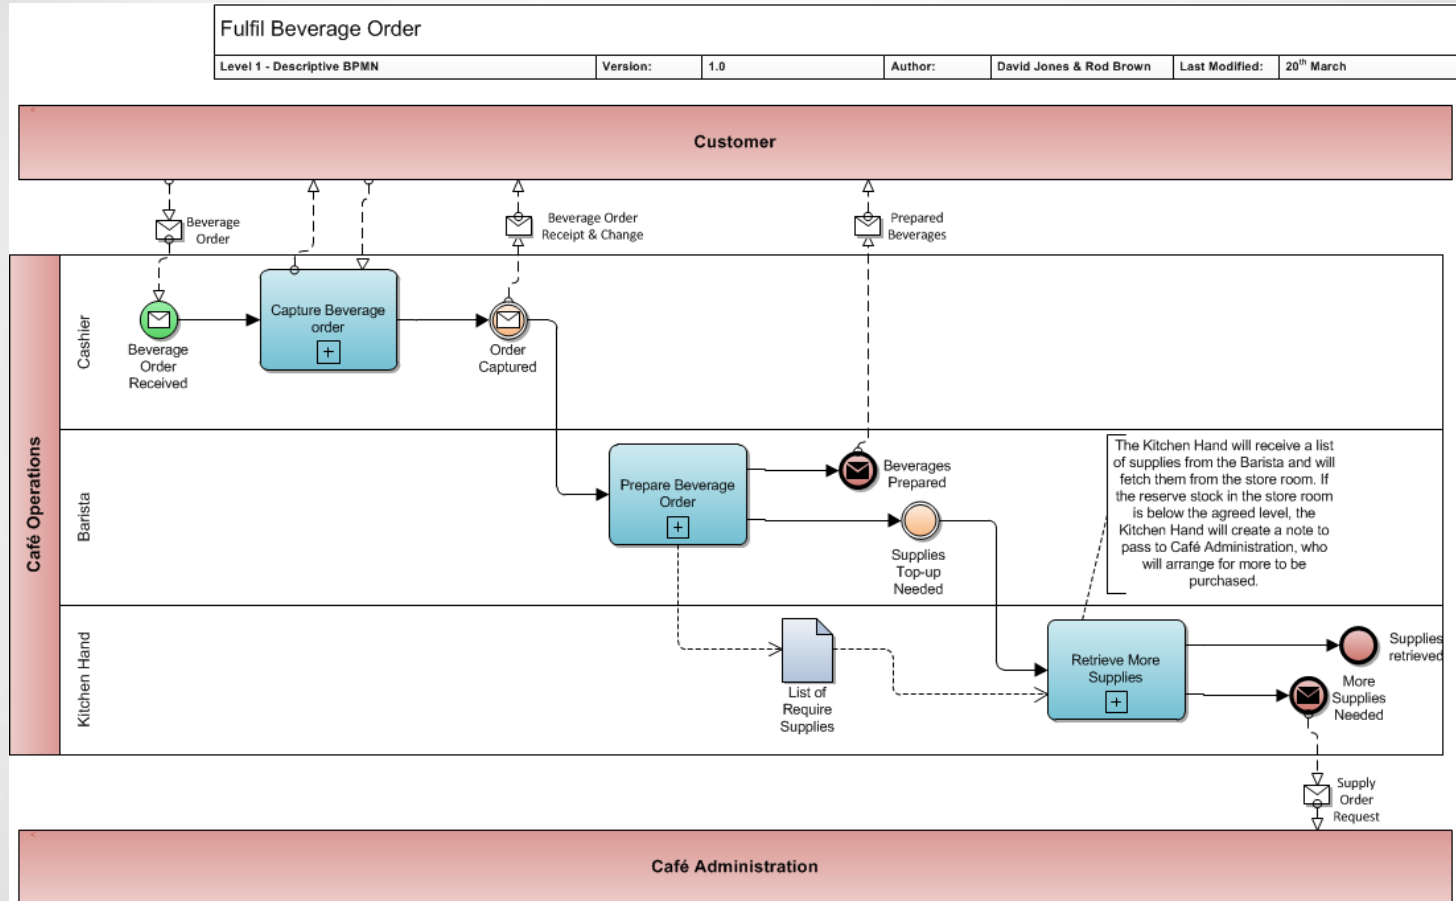 Fulfil Beverage Order
Level 1 - Descriptive BPMN
Version:
1.0
Author:
David Jones & Rod Brown
Last Modified:
20th March
Customer
Beverage
Order
Beverage Order
Receipt & Change
Prepared
Beverages
Café Operations
Cashier
Beverage
Order
Received
Capture Beverage
order
Order
Captured
Barista
Prepare Beverage
Order
Beverages
Prepared
Supplies
Top-up
Needed
The Kitchen Hand will receive a list
of supplies from the Barista and will
fetch them from the store room. If
the reserve stock in the store room
is below the agreed level, the
Kitchen Hand will create a note to
pass to Café Administration, who
will arrange for more to be
purchased.
Kitchen Hand
List of
Require
Supplies
Retrieve More
Supplies
Supplies
retrieved
More
Supplies
Needed
Supply
Order
Request
Café Administration